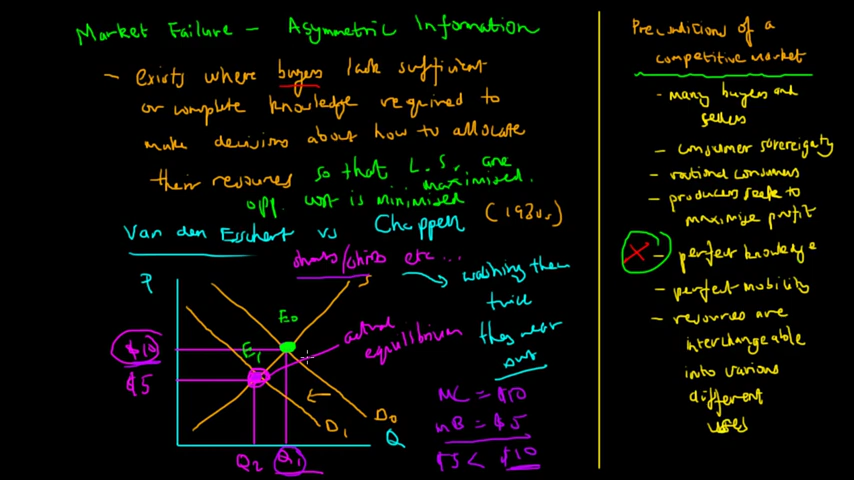 Market Failure - Asymmetric Infomation
- exists where buyers lack sufficient
or complete knowledge required to
make decisions about how to allocate
their resources so that L.S. are
maximised.
opp. cost is minimised
Van den Esschert vs Chappell (1930s)
shoes/shirts etc...
washing them
twice
they wear
out
P
S
E0
E1
actual
equilibrium
$10
$5
D0
D1
Q
Q2 Q1
MC = $10
MB = $5
$5 < $10
Preconditions of a
competitive market
- many buyers and
sellers
- consumer sovereignty
- rational consumers
- producers seek to
maximise profit
X - perfect knowledge
- perfect mobility
- resources are
interchangeable
into various
different
uses